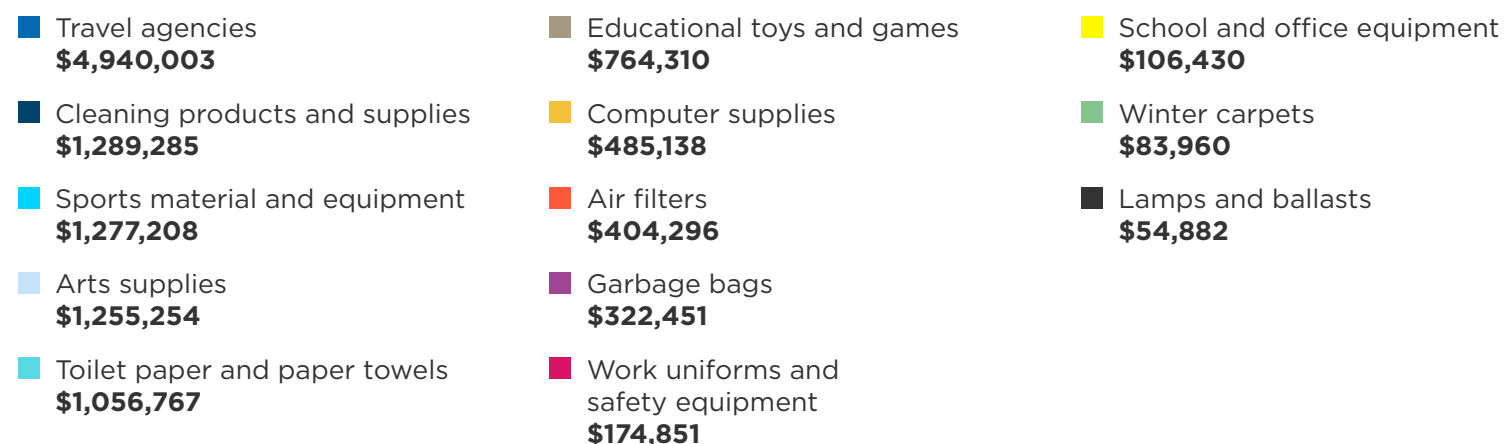 Travel agencies
$4,940,003
Cleaning products and supplies
$1,289,285
Sports material and equipment
$1,277,208
Arts supplies
$1,255,254
Toilet paper and paper towels
$1,056,767
Educational toys and games
$764,310
Computer supplies
$485,138
Air filters
$404,296
Garbage bags
$322,451
Work uniforms and
safety equipment
$174,851
School and office equipment
$106,430
Winter carpets
$83,960
Lamps and ballasts
$54,882